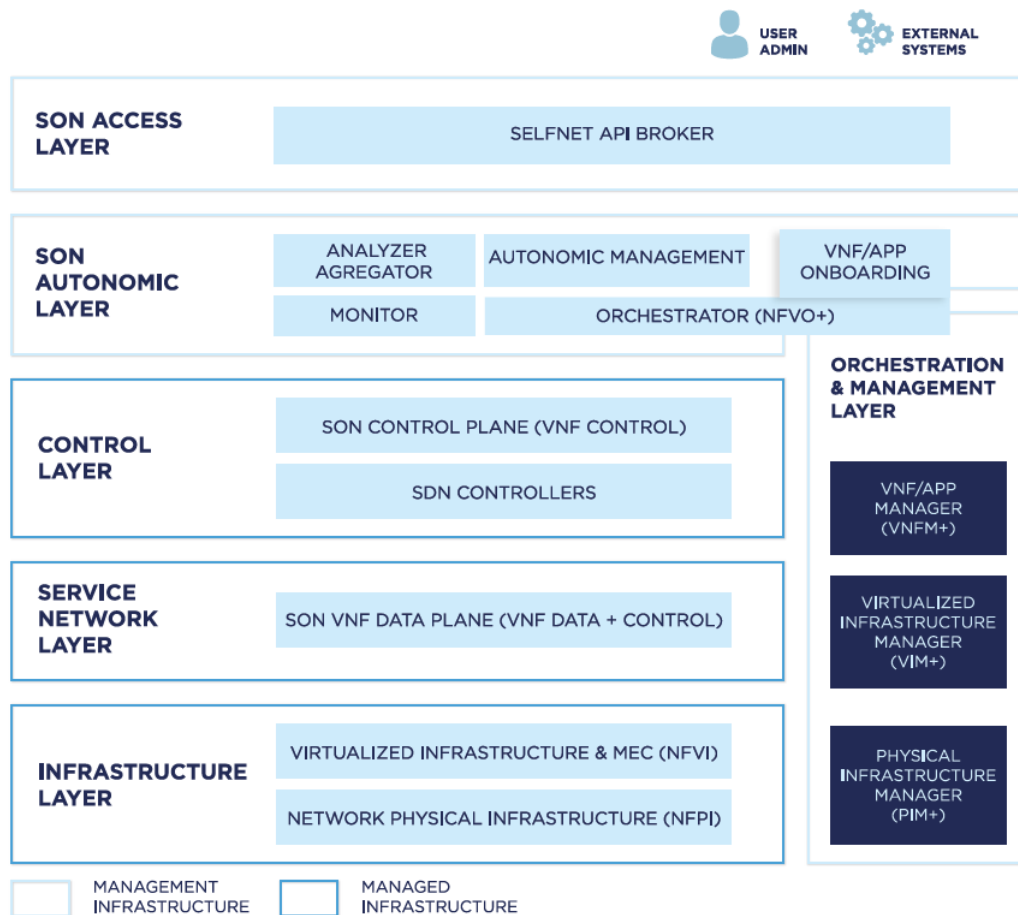 USER
ADMIN
EXTERNAL
SYSTEMS
SON ACCESS
LAYER
SELFNET API BROKER
SON
AUTONOMIC
LAYER
ANALYZER
AGREGATOR
AUTONOMIC MANAGEMENT
VNF/APP
ONBOARDING
MONITOR
ORCHESTRATOR (NFVO+)
ORCHESTRATION
& MANAGEMENT
LAYER
CONTROL
LAYER
SON CONTROL PLANE (VNF CONTROL)
SDN CONTROLLERS
VNF/APP
MANAGER
(VNFM+)
SERVICE
NETWORK
LAYER
SON VNF DATA PLANE (VNF DATA + CONTROL)
VIRTUALIZED
INFRASTRUCTURE
MANAGER
(VIM+)
INFRASTRUCTURE
LAYER
VIRTUALIZED INFRASTRUCTURE & MEC (NFVI)
NETWORK PHYSICAL INFRASTRUCTURE (NFPI)
PHYSICAL
INFRASTRUCTURE
MANAGER
(PIM+)
MANAGEMENT
INFRASTRUCTURE
MANAGED
INFRASTRUCTURE